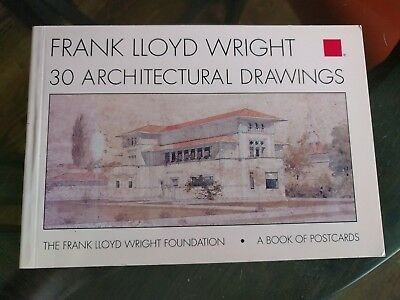 FRANK LLOYD WRIGHT
30 ARCHITECTURAL DRAWINGS
THE FRANK LLOYD WRIGHT FOUNDATION • A BOOK OF POSTCARDS